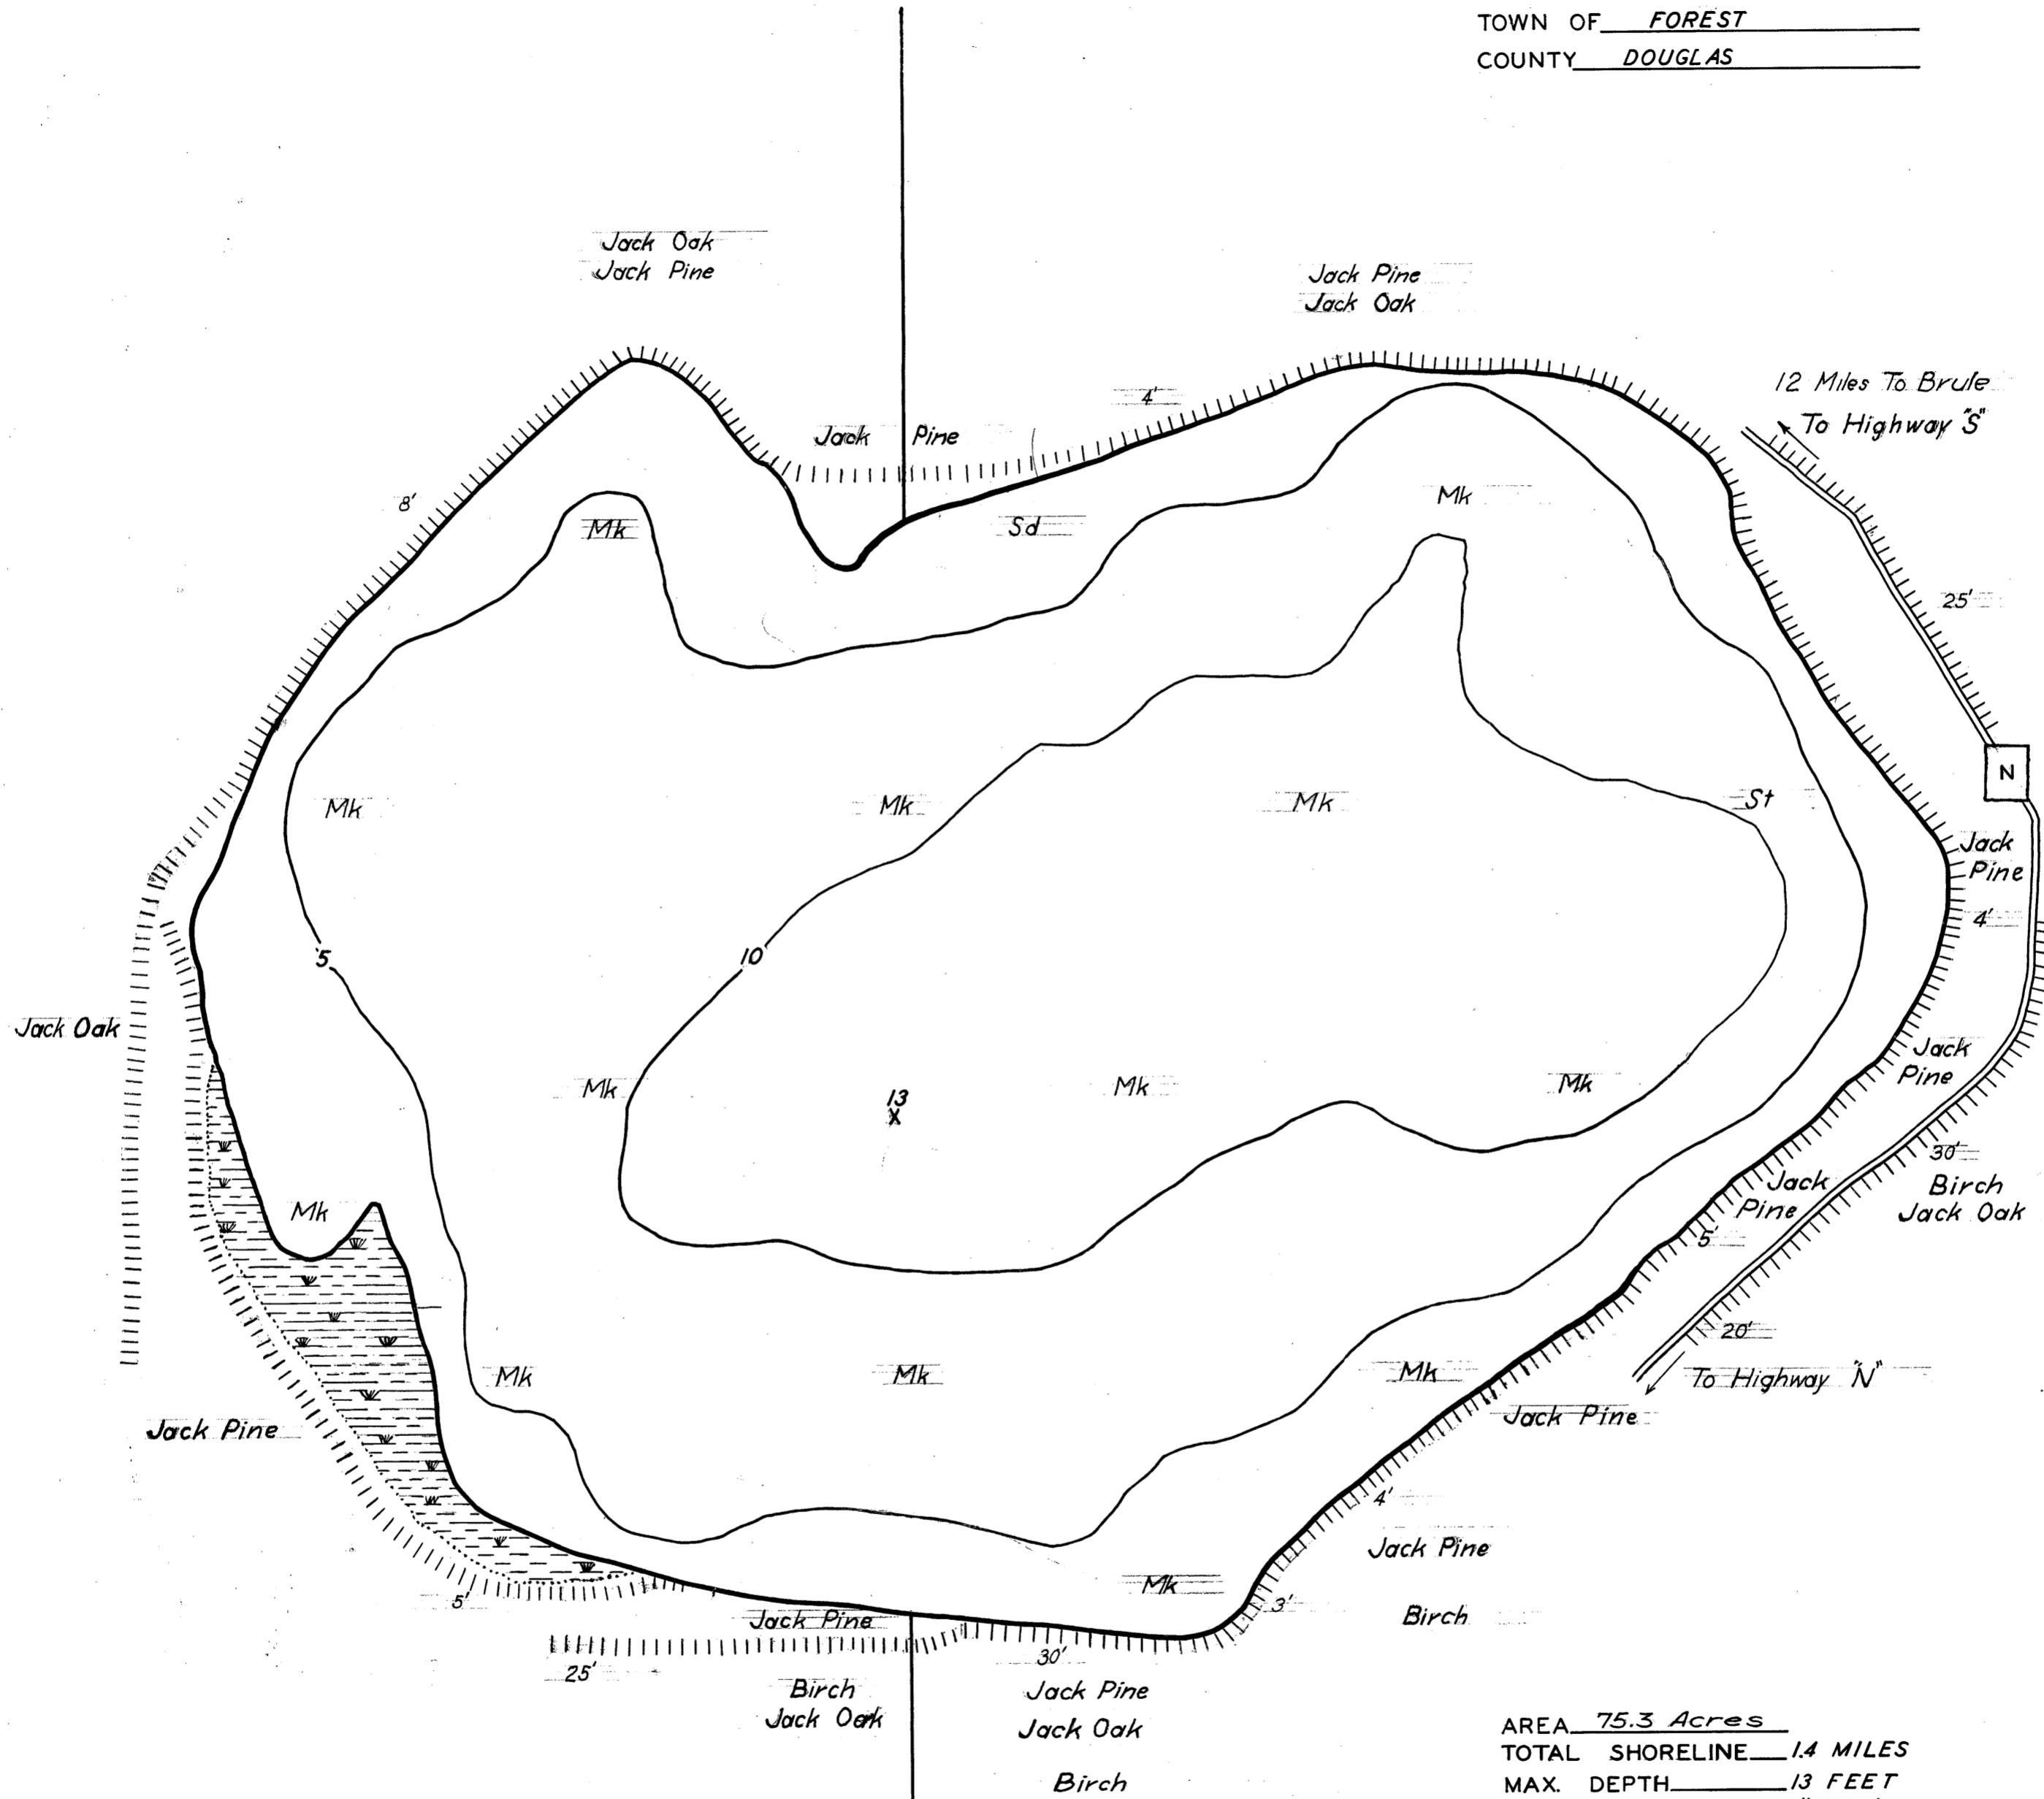 TOWN OF FOREST
COUNTY DOUGLAS
Jack Oak
Jack Pine
Jack Pine
Jack Oak
12 Miles To Brule
To Highway "S"
4'
Jack Pine
8'
Mk
Sd
Mk
25'
N
Mk
Mk
Mk
St
Jack
Pine
4'
5
10
Jack Oak
Jack
Pine
Mk
13
X
Mk
Mk
30'
Birch
Jack Oak
Jack
Pine
5'
Mk
20'
To Highway "N"
Mk
Mk
Mk
Jack Pine
Jack Pine
4'
Jack Pine
Mk
5'
3'
Birch
Jack Pine
25'
30'
Birch
Jack Oak
Jack Pine
Jack Oak
Birch
AREA 75.3 Acres
TOTAL SHORELINE 1.4 MILES
MAX. DEPTH 13 FEET